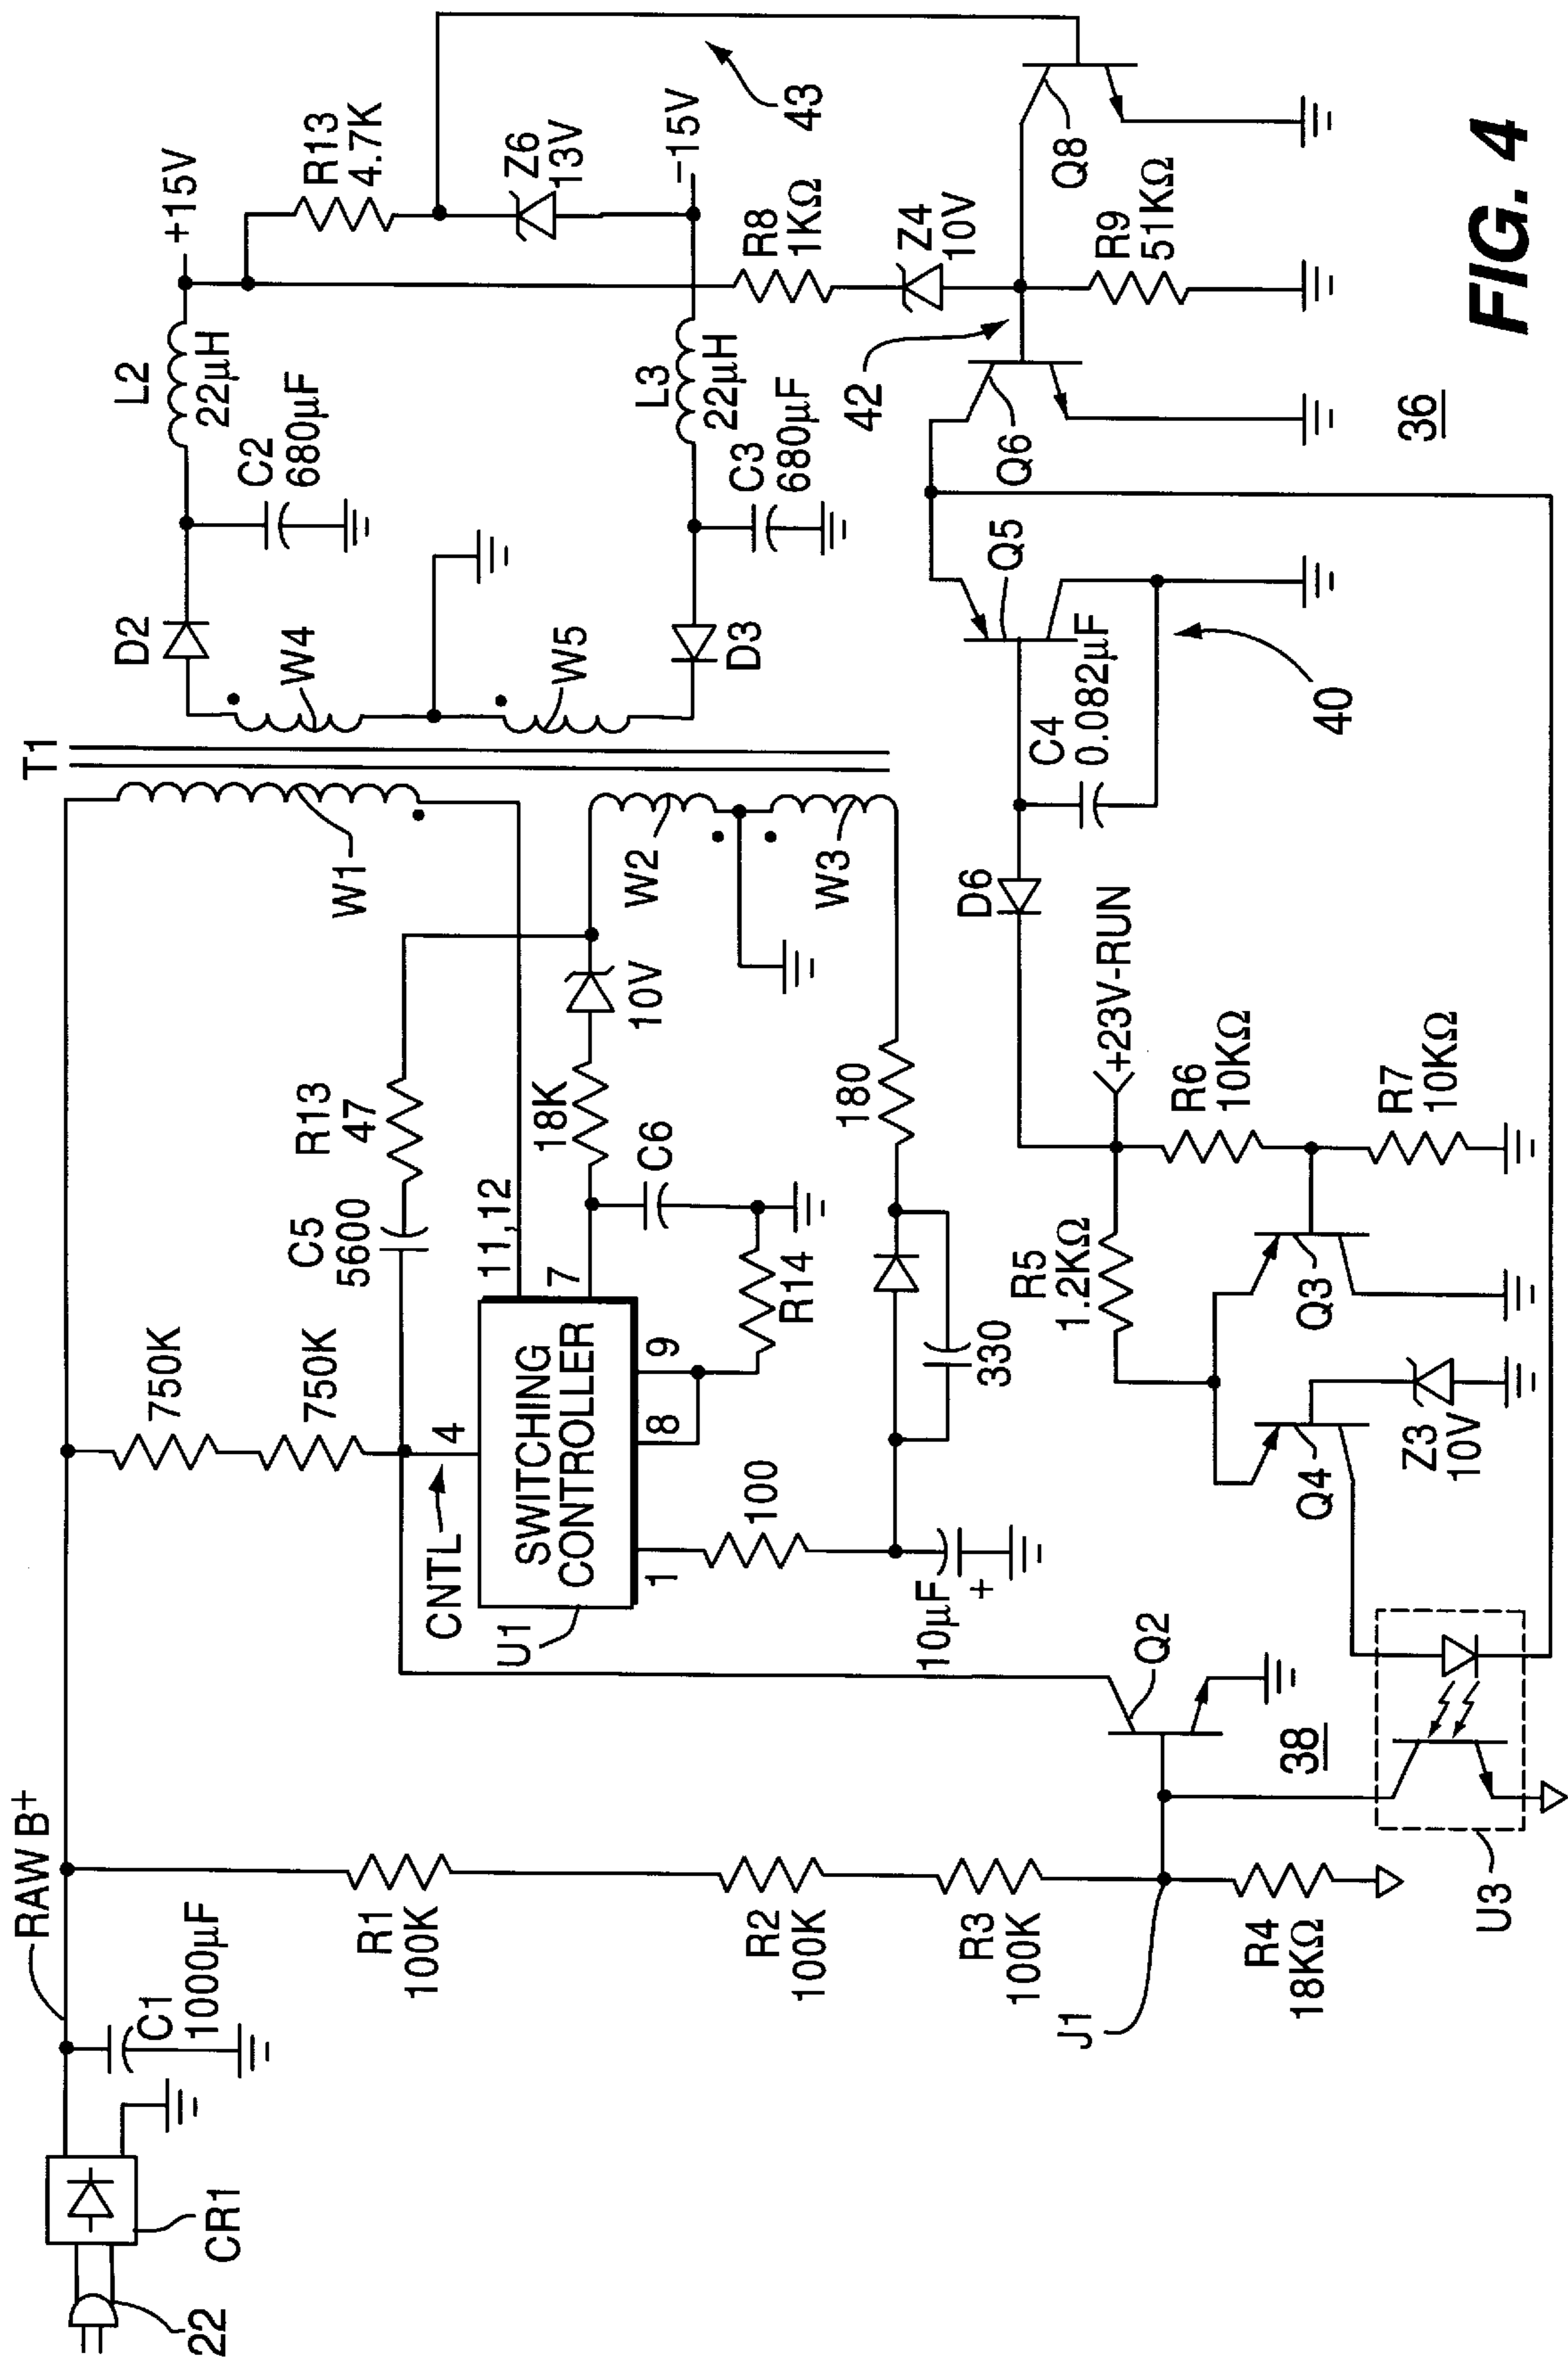 T1
L2
22µH
+15V
R13
4.7K
D2
C2
680µF
Z6
13V
43
W4
-15V
W5
L3
22µH
R8
1KΩ
D3
C3
680µF
Z4
10V
42
R9
51KΩ
Q8
Q6
36
FIG. 4
Q5
C4
0.082µF
40
D6
+23V-RUN
R6
10KΩ
R7
10KΩ
R5
1.2KΩ
Q3
Q4
Z3
10V
W1
W2
W3
R13
47
10V
18K
C6
180
C5
5600
11,12
7
R14
750K
750K
4
9
8
330
CNTL
SWITCHING
CONTROLLER
1
100
U1
10µF
+
Q2
38
U3
RAW B+
R1
100K
R2
100K
R3
100K
J1
R4
18KΩ
C1
1000µF
CR1
22